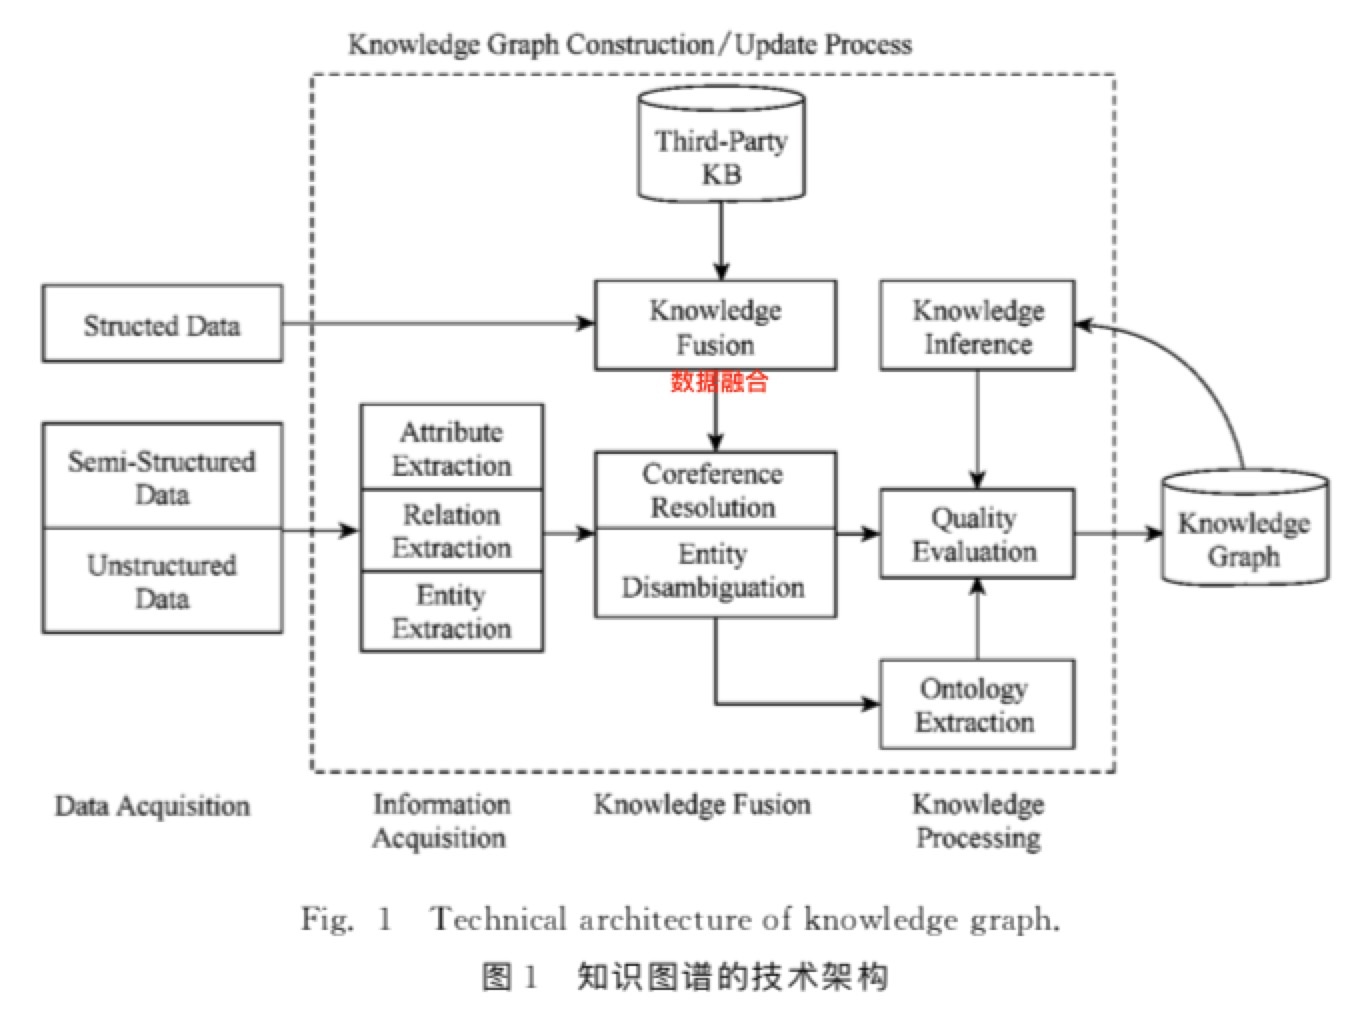 Knowledge Graph Construction/Update Process
Third-Party
KB
Structed Data
Knowledge
Fusion
数据融合
Knowledge
Inference
Semi-Structured
Data
Unstructured
Data
Attribute
Extraction
Relation
Extraction
Entity
Extraction
Coreference
Resolution
Entity
Disambiguation
Quality
Evaluation
Knowledge
Graph
Ontology
Extraction
Data Acquisition
Information
Acquisition
Knowledge Fusion
Knowledge
Processing
Fig. 1 Technical architecture of knowledge graph.
图 1 知识图谱的技术架构